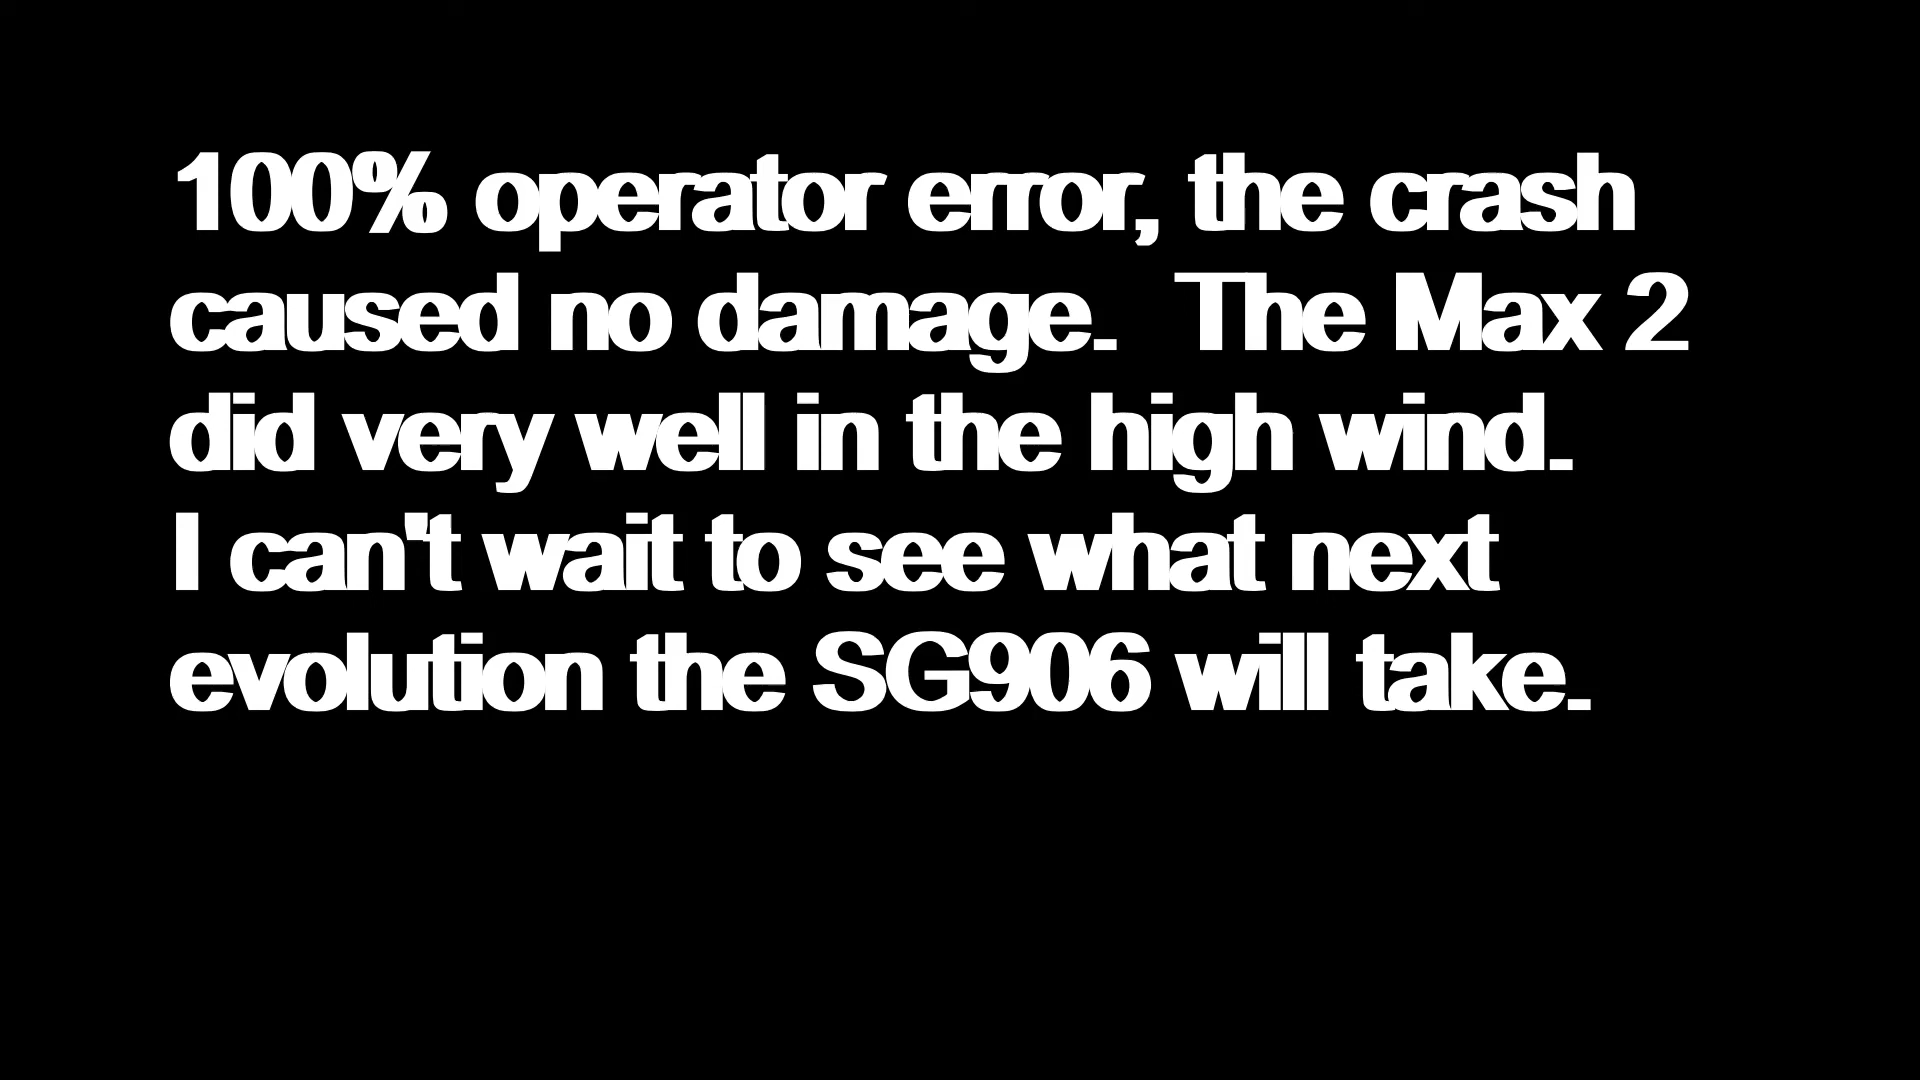 100% operator error, the crash
caused no damage.  The Max 2
did very well in the high wind.
I can't wait to see what next
evolution the SG906 will take.